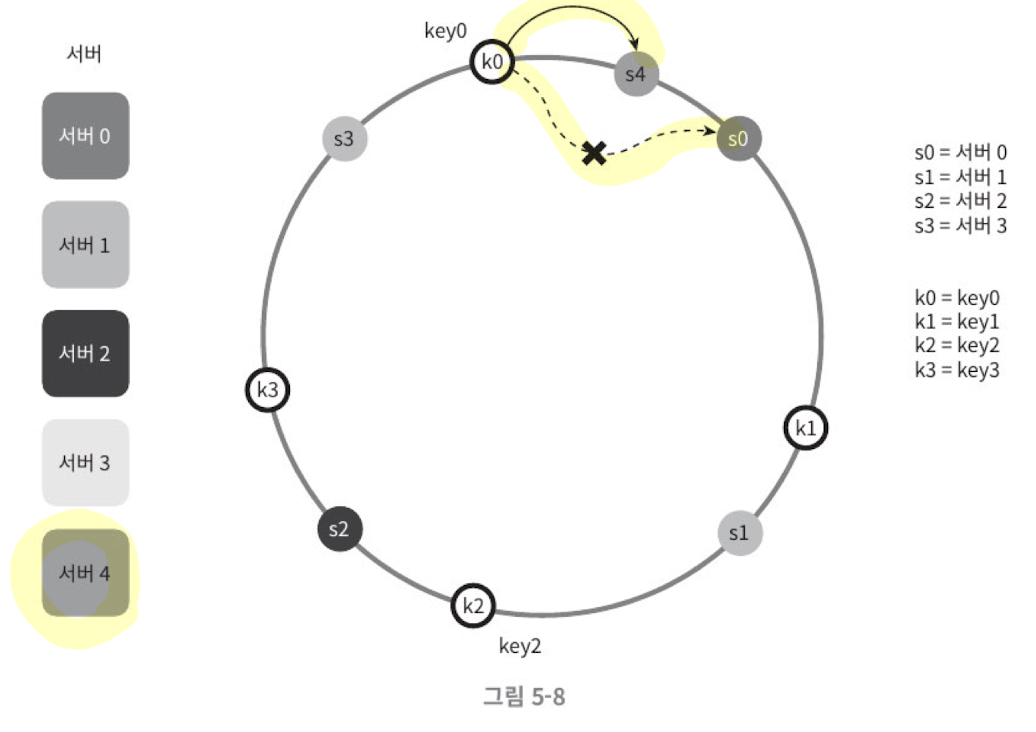 서버
서버 0
서버 1
서버 2
서버 3
서버 4
key0
k0
s4
s0
s3
k3
k1
s2
s1
k2
key2
s0 = 서버 0
s1 = 서버 1
s2 = 서버 2
s3 = 서버 3
k0 = key0
k1 = key1
k2 = key2
k3 = key3
그림 5-8